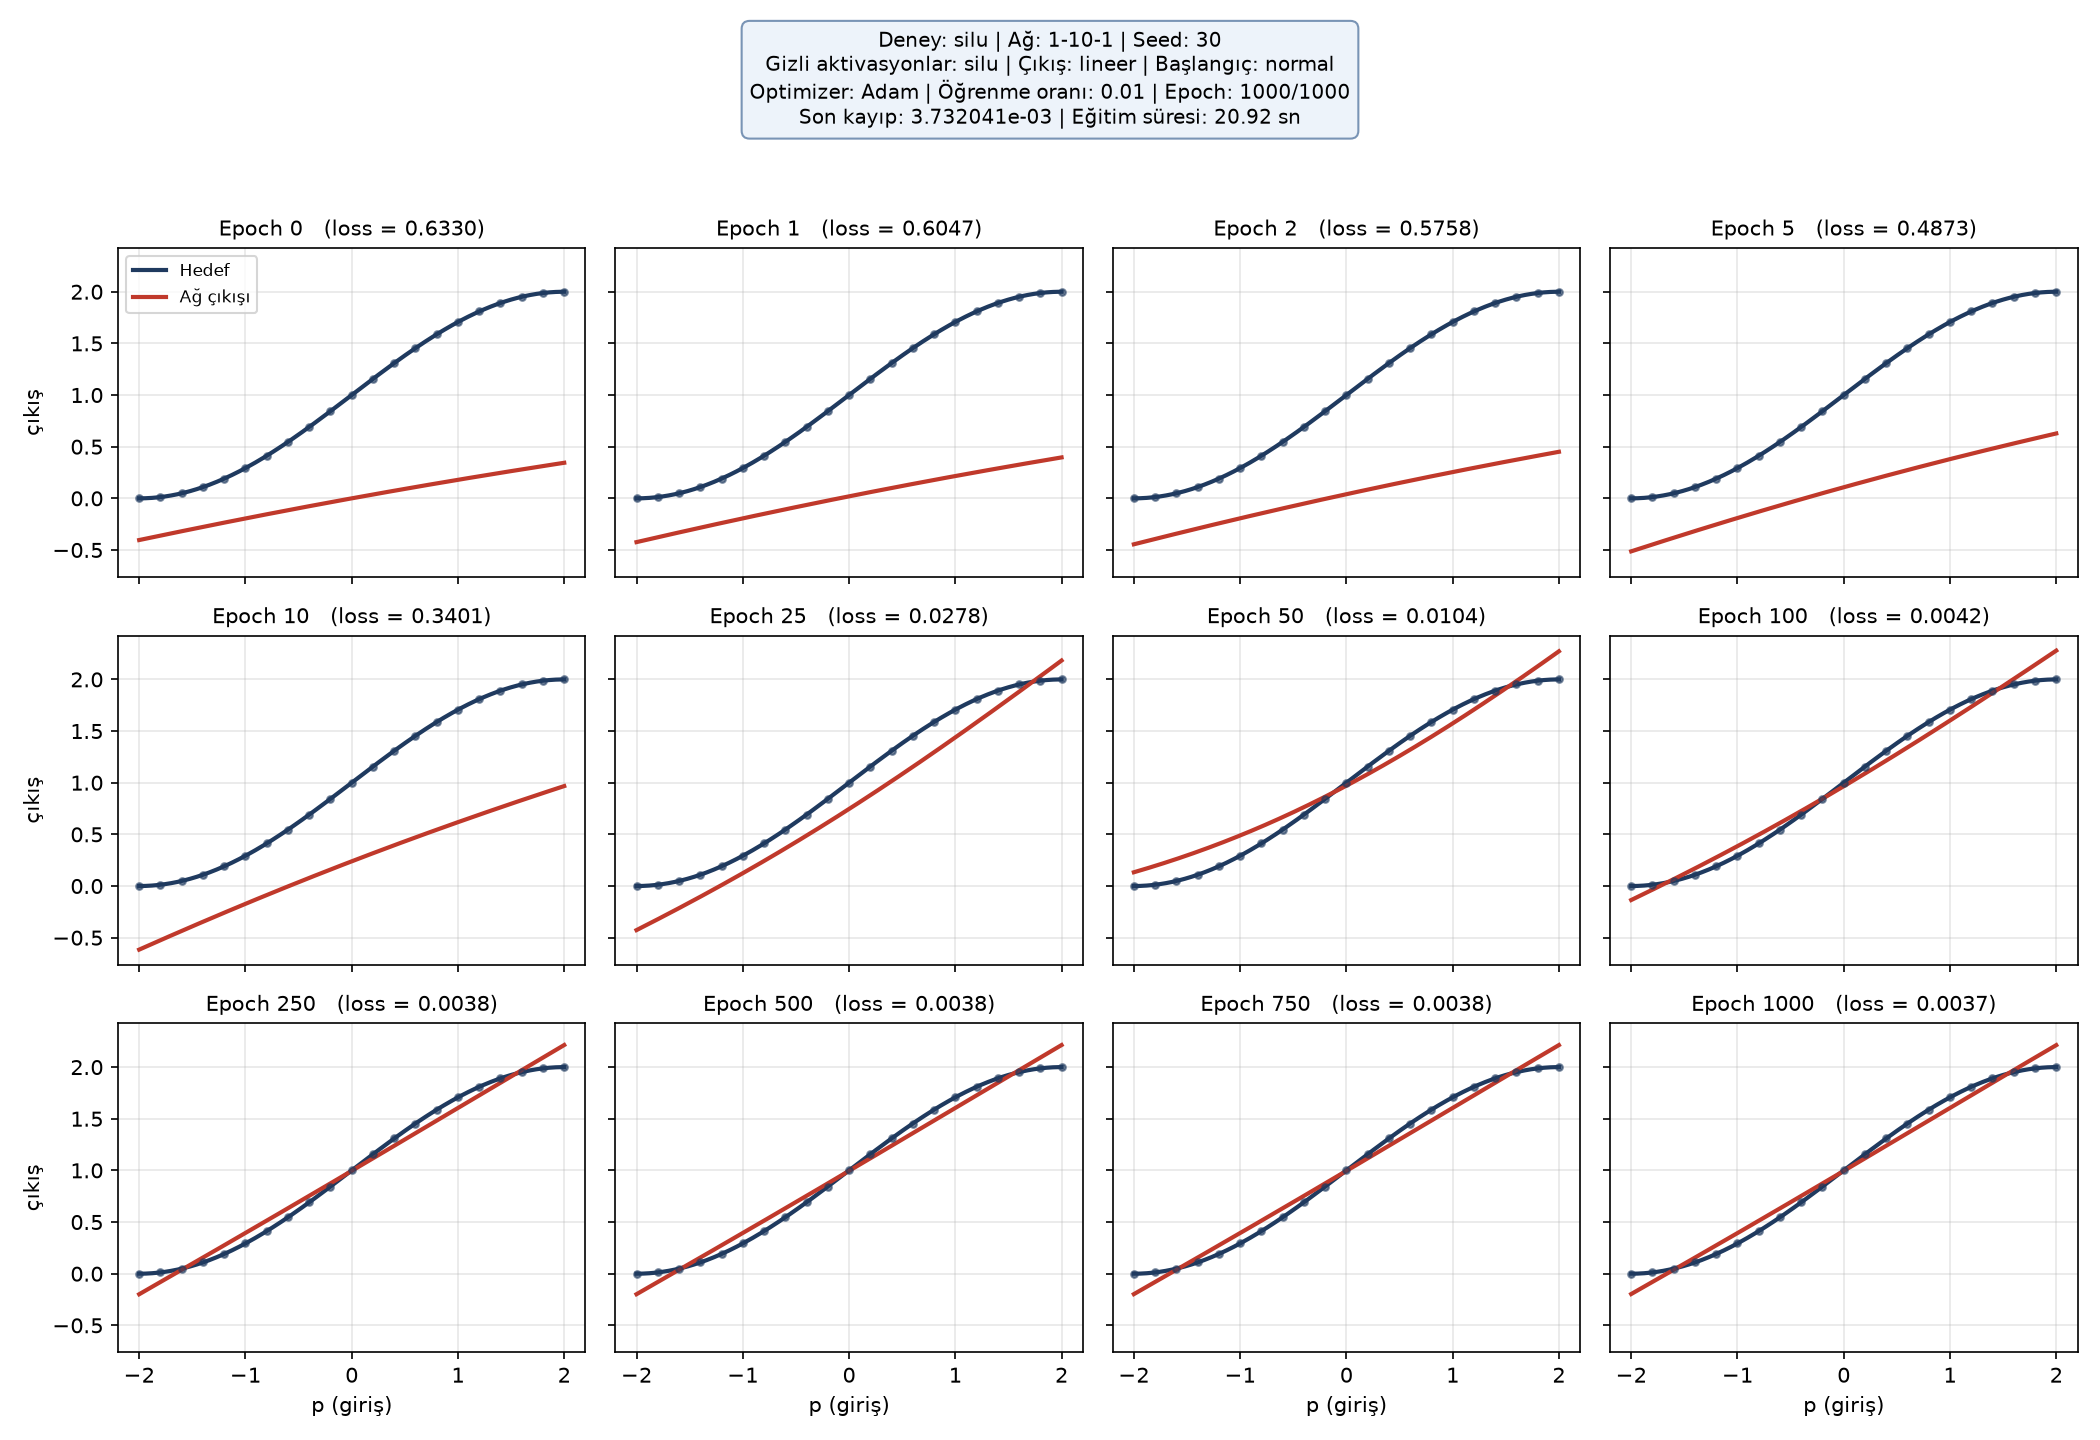 Deney: silu | Ağ: 1-10-1 | Seed: 30
Gizli aktivasyonlar: silu | Çıkış: lineer | Başlangıç: normal
Optimizer: Adam | Öğrenme oranı: 0.01 | Epoch: 1000/1000
Son kayıp: 3.732041e-03 | Eğitim süresi: 20.92 sn
Epoch 0 (loss = 0.6330)
Epoch 1 (loss = 0.6047)
Epoch 2 (loss = 0.5758)
Epoch 5 (loss = 0.4873)
Hedef
Ağ çıkışı
2.0
1.5
1.0
0.5
0.0
−0.5
çıkış
Epoch 10 (loss = 0.3401)
Epoch 25 (loss = 0.0278)
Epoch 50 (loss = 0.0104)
Epoch 100 (loss = 0.0042)
2.0
1.5
1.0
0.5
0.0
−0.5
çıkış
Epoch 250 (loss = 0.0038)
Epoch 500 (loss = 0.0038)
Epoch 750 (loss = 0.0038)
Epoch 1000 (loss = 0.0037)
2.0
1.5
1.0
0.5
0.0
−0.5
çıkış
−2 −1 0 1 2
−2 −1 0 1 2
−2 −1 0 1 2
−2 −1 0 1 2
p (giriş)
p (giriş)
p (giriş)
p (giriş)